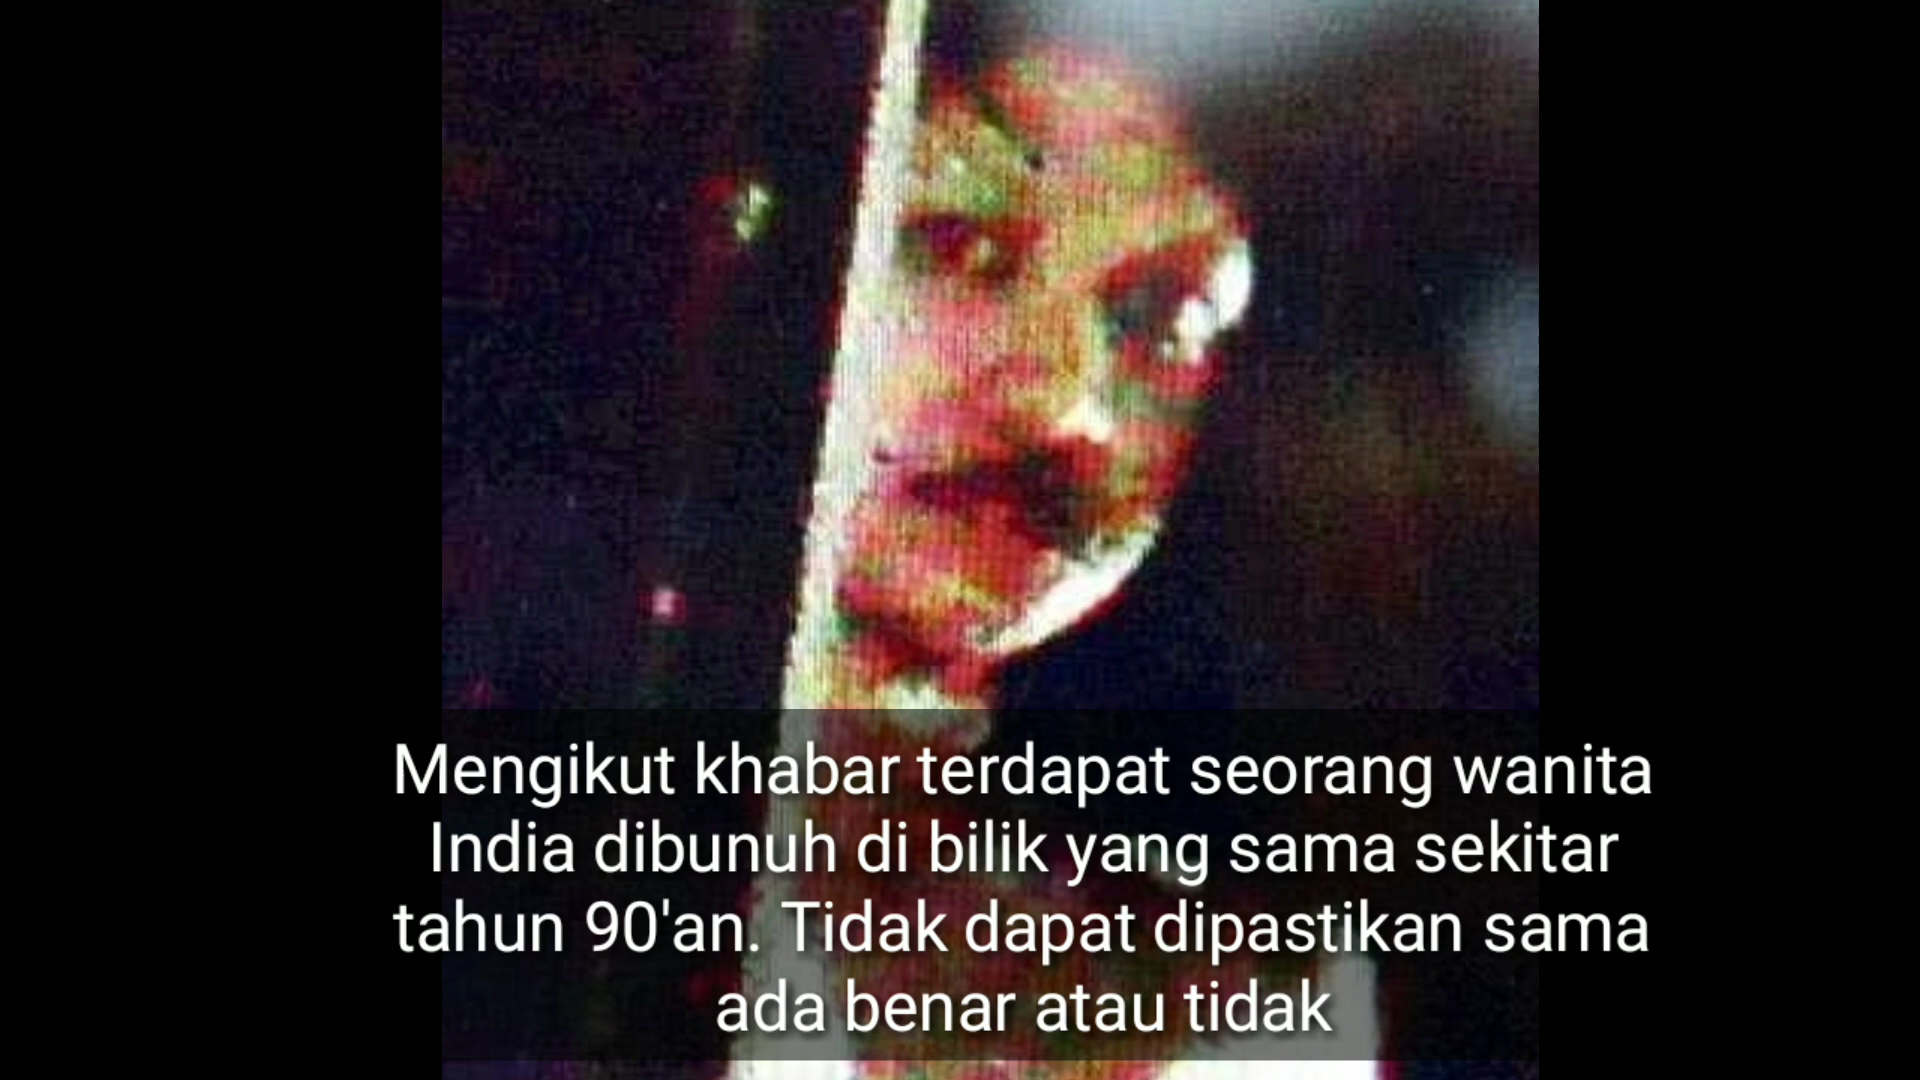 Mengikut khabar terdapat seorang wanita
India dibunuh di bilik yang sama sekitar
tahun 90'an. Tidak dapat dipastikan sama
ada benar atau tidak